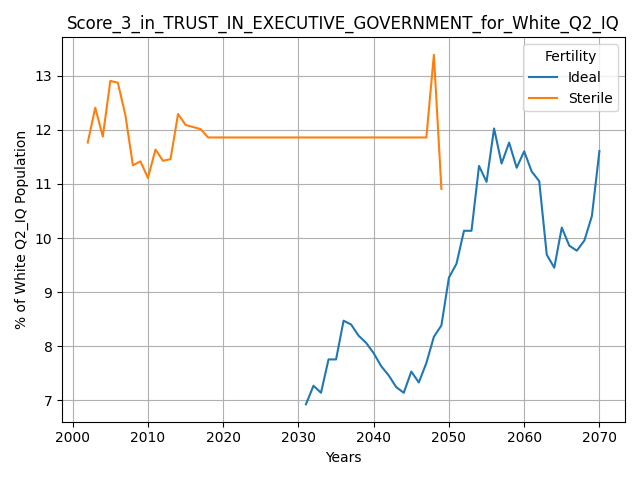 Score_3_in_TRUST_IN_EXECUTIVE_GOVERNMENT_for_White_Q2_IQ
Fertility
Ideal
Sterile
% of White Q2_IQ Population
13
12
11
10
9
8
7
2000 2010 2020 2030 2040 2050 2060 2070
Years